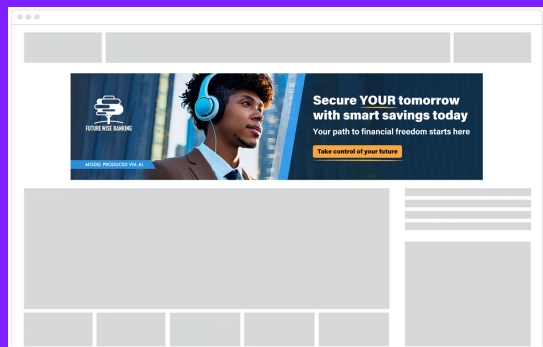 FUTURE WISE BANKING
MODEL PRODUCED VIA AI.
Secure YOUR tomorrow
with smart savings today
Your path to financial freedom starts here
Take control of your future